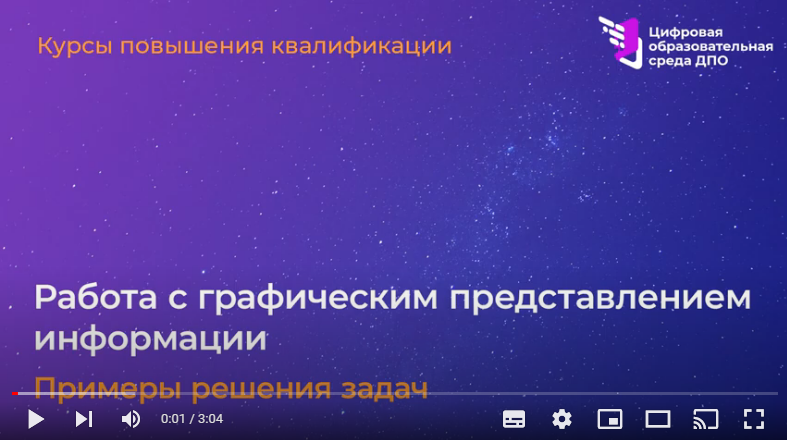 Курсы повышения квалификации
Цифровая
образовательная
среда ДПО
Работа с графическим представлением
информации
Примеры решения задач
0:01 / 3:04